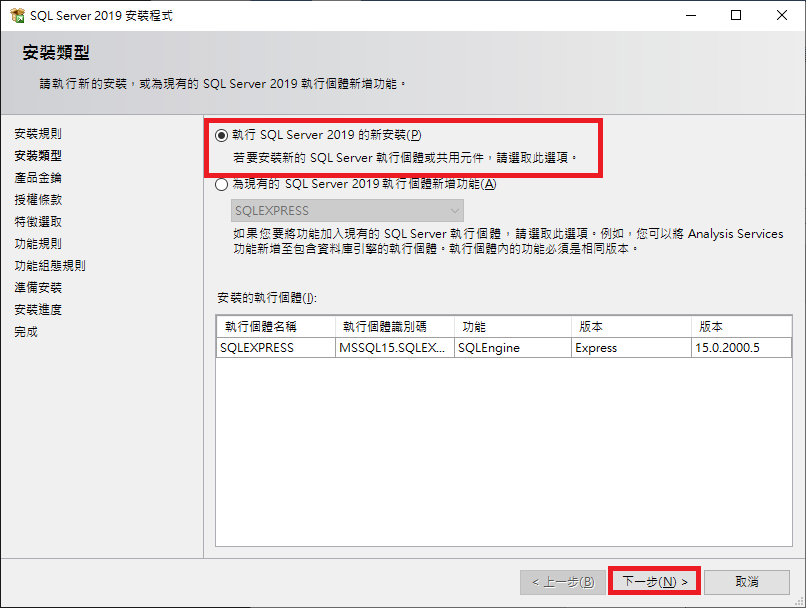 SQL Server 2019 安裝程式
安裝類型
請執行新的安裝，或為現有的 SQL Server 2019 執行個體新增功能。
安裝規則
安裝類型
產品金鑰
授權條款
特徵選取
功能規則
功能組態規則
準備安裝
安裝進度
完成
執行 SQL Server 2019 的新安裝(P)
若要安裝新的 SQL Server 執行個體或共用元件，請選取此選項。
為現有的 SQL Server 2019 執行個體新增功能(A)
SQLEXPRESS
如果您要將功能加入現有的 SQL Server 執行個體，請選取此選項。例如，您可以將 Analysis Services
功能新增至包含資料庫引擎的執行個體。執行個體內的功能必須是相同版本。
安裝的執行個體(I):
執行個體名稱 執行個體識別碼 功能 版本 版本
SQLEXPRESS MSSQL15.SQLEX... SQLEngine Express 15.0.2000.5
< 上一步(B) 下一步(N) > 取消